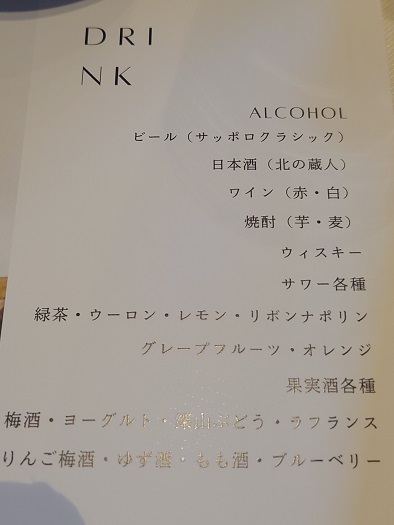 DRI
NK
ALCOHOL
ビール（サッポロクラシック）
日本酒（北の蔵人）
ワイン（赤・白）
焼酎（芋・麦）
ウィスキー
サワー各種
緑茶・ウーロン・レモン・リボンナポリン
グレープフルーツ・オレンジ
果実酒各種
梅酒・ヨーグルト・深山ぶどう・ラフランス
りんご梅酒・ゆず酒・もも酒・ブルーベリー